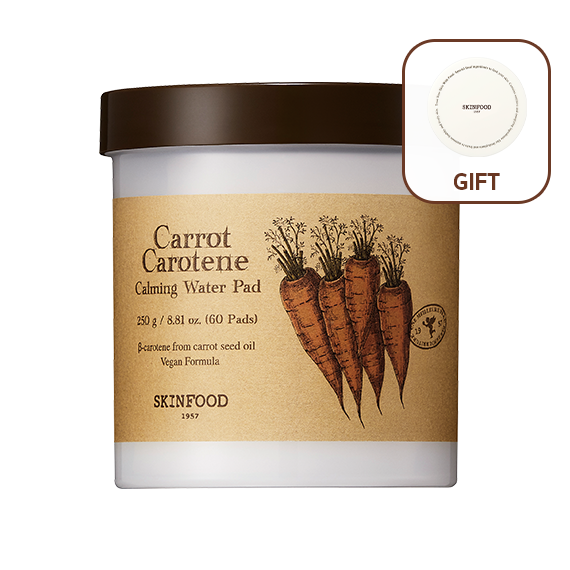 Carrot
Carotene
Calming Water Pad
250 g / 8.81 oz. (60 Pads)
β-carotene from carrot seed oil
Vegan Formula
SKINFOOD
1957
SKINFOOD
1957
GIFT